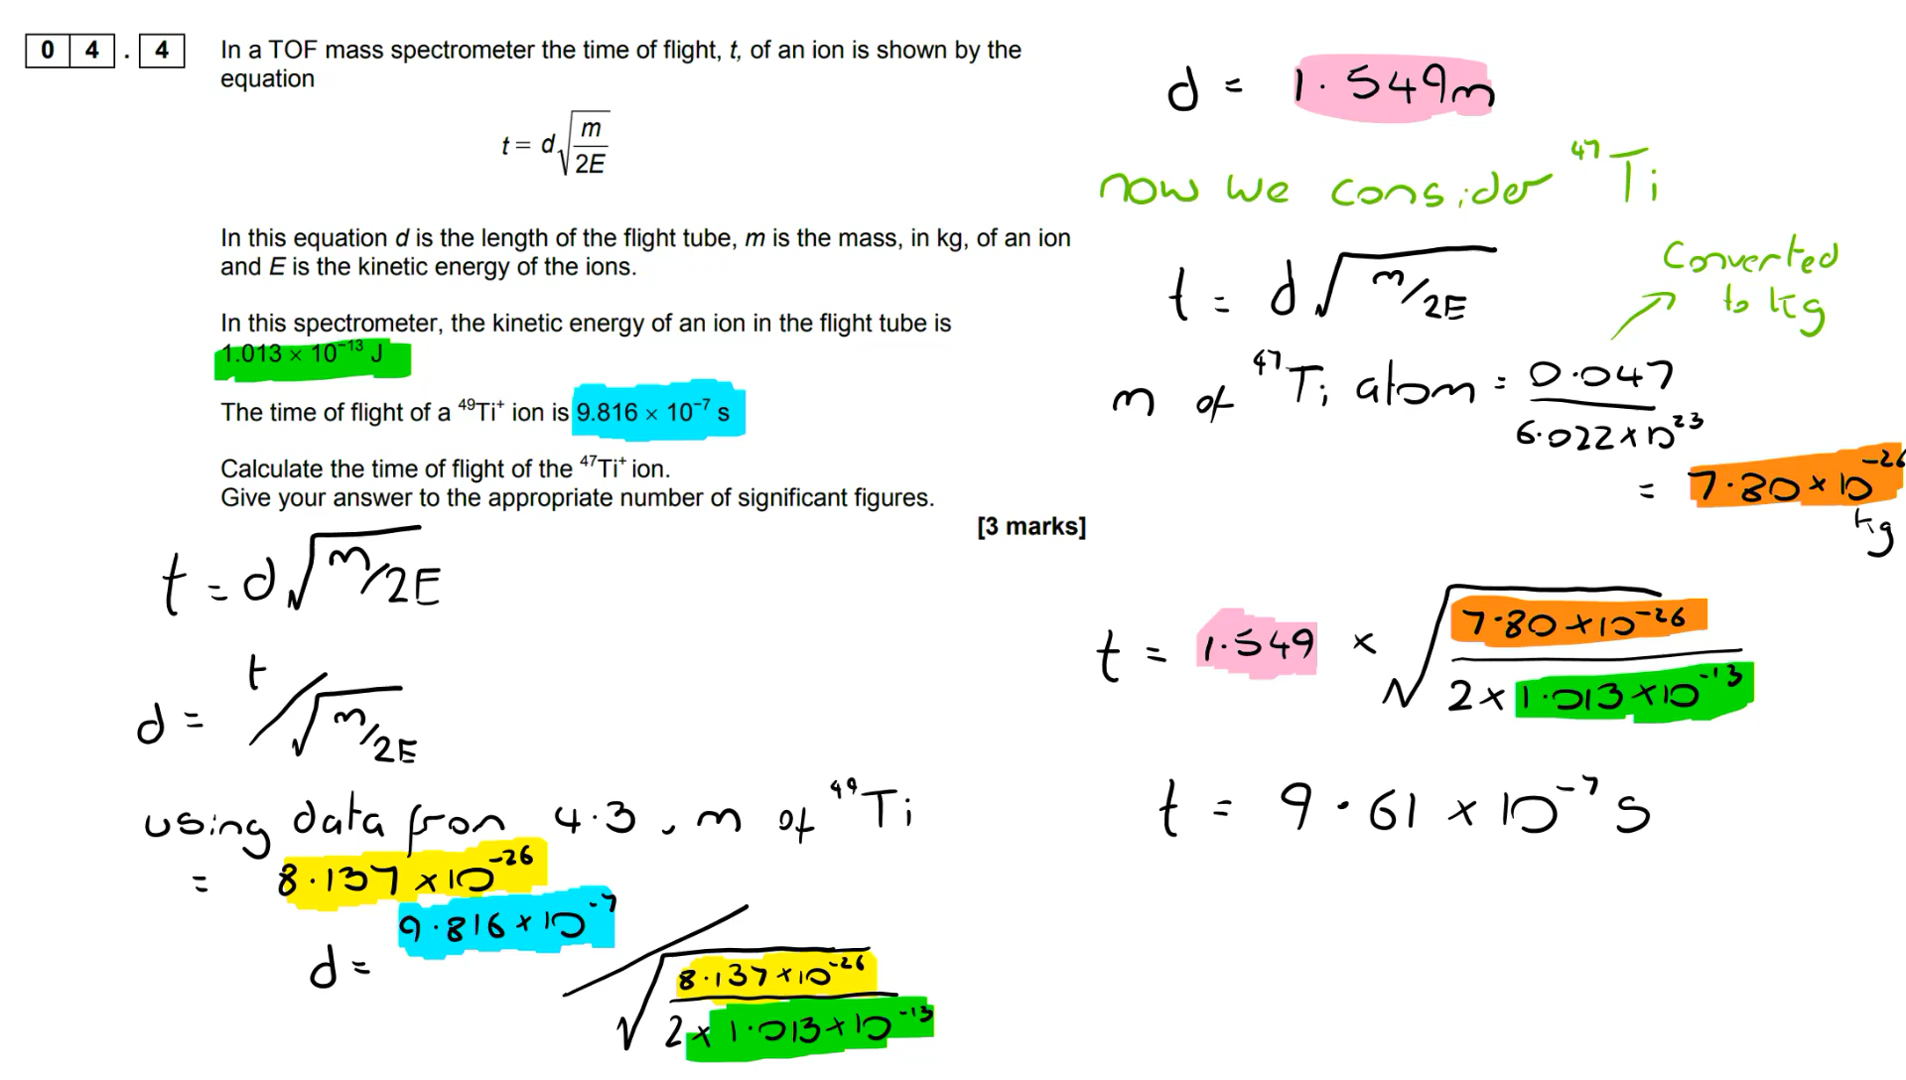 04.4
In a TOF mass spectrometer the time of flight, t, of an ion is shown by the
equation
t = d√(m/2E)
In this equation d is the length of the flight tube, m is the mass, in kg, of an ion
and E is the kinetic energy of the ions.
In this spectrometer, the kinetic energy of an ion in the flight tube is
1.013 × 10⁻¹³ J
The time of flight of a ⁴⁹Ti⁺ ion is 9.816 × 10⁻⁷ s
Calculate the time of flight of the ⁴⁷Ti⁺ ion.
Give your answer to the appropriate number of significant figures.
[3 marks]
t = d√(m/2E)
d = t/√(m/2E)
using data from 4.3, m of ⁴⁹Ti
= 8.137 × 10⁻²⁶
d = 9.816 × 10⁻⁷ / √(8.137 × 10⁻²⁶ / 2 × 1.013 × 10⁻¹³)
d = 1.549m
now we consider ⁴⁷Ti
t = d√(m/2E)
Converted
to kg
m of ⁴⁷Ti atom = 0.047 / 6.022 × 10²³
= 7.80 × 10⁻²⁶
kg
t = 1.549 × √(7.80 × 10⁻²⁶ / 2 × 1.013 × 10⁻¹³)
t = 9.61 × 10⁻⁷ s